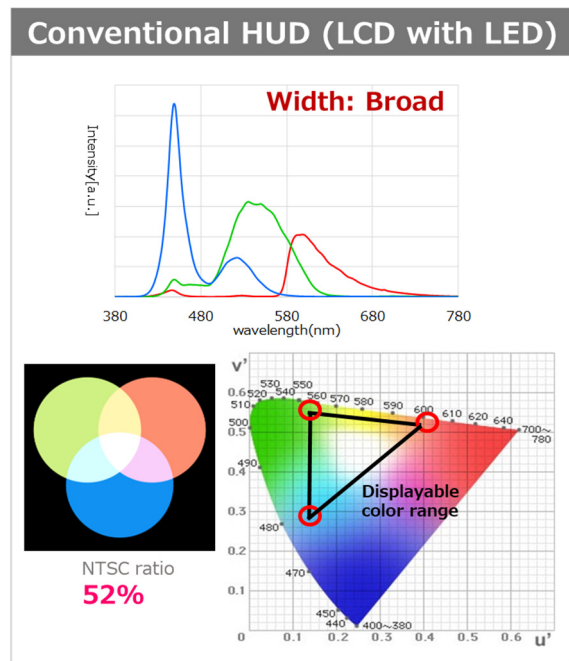 Conventional HUD (LCD with LED)
Width: Broad
Intensity[a.u.]
380 480 580 680 780
wavelength(nm)
NTSC ratio
52%
v'
0.6
0.5
0.4
0.3
0.2
0.1
520 530 540 550 560 570 580 590 600 610 620 640 700～780
510
500
490
480
470
450
440
400～380
Displayable
color range
0 0.1 0.2 0.3 0.4 0.5 0.6
u'